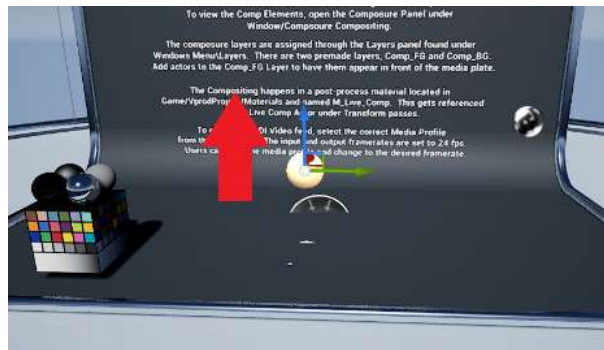 To view the Comp Elements, open the Composure Panel under
Window/Compousure Compositing.
The composure layers are assigned through the Layers panel found under
Windows Menu\Layers. There are two premade layers, Comp_FG and Comp_BG.
Add actors to the Comp_FG Layer to have them appear in front of the media plate.
The Compositing happens in a post-process material located in
Materials and named M_Live_Comp. This gets referenced
Live Comp or under Transform passes.
To Video feed, select the correct Media Profile
from The input and output framerates are set to 24 fps.
Users media and change to the desired framerate.